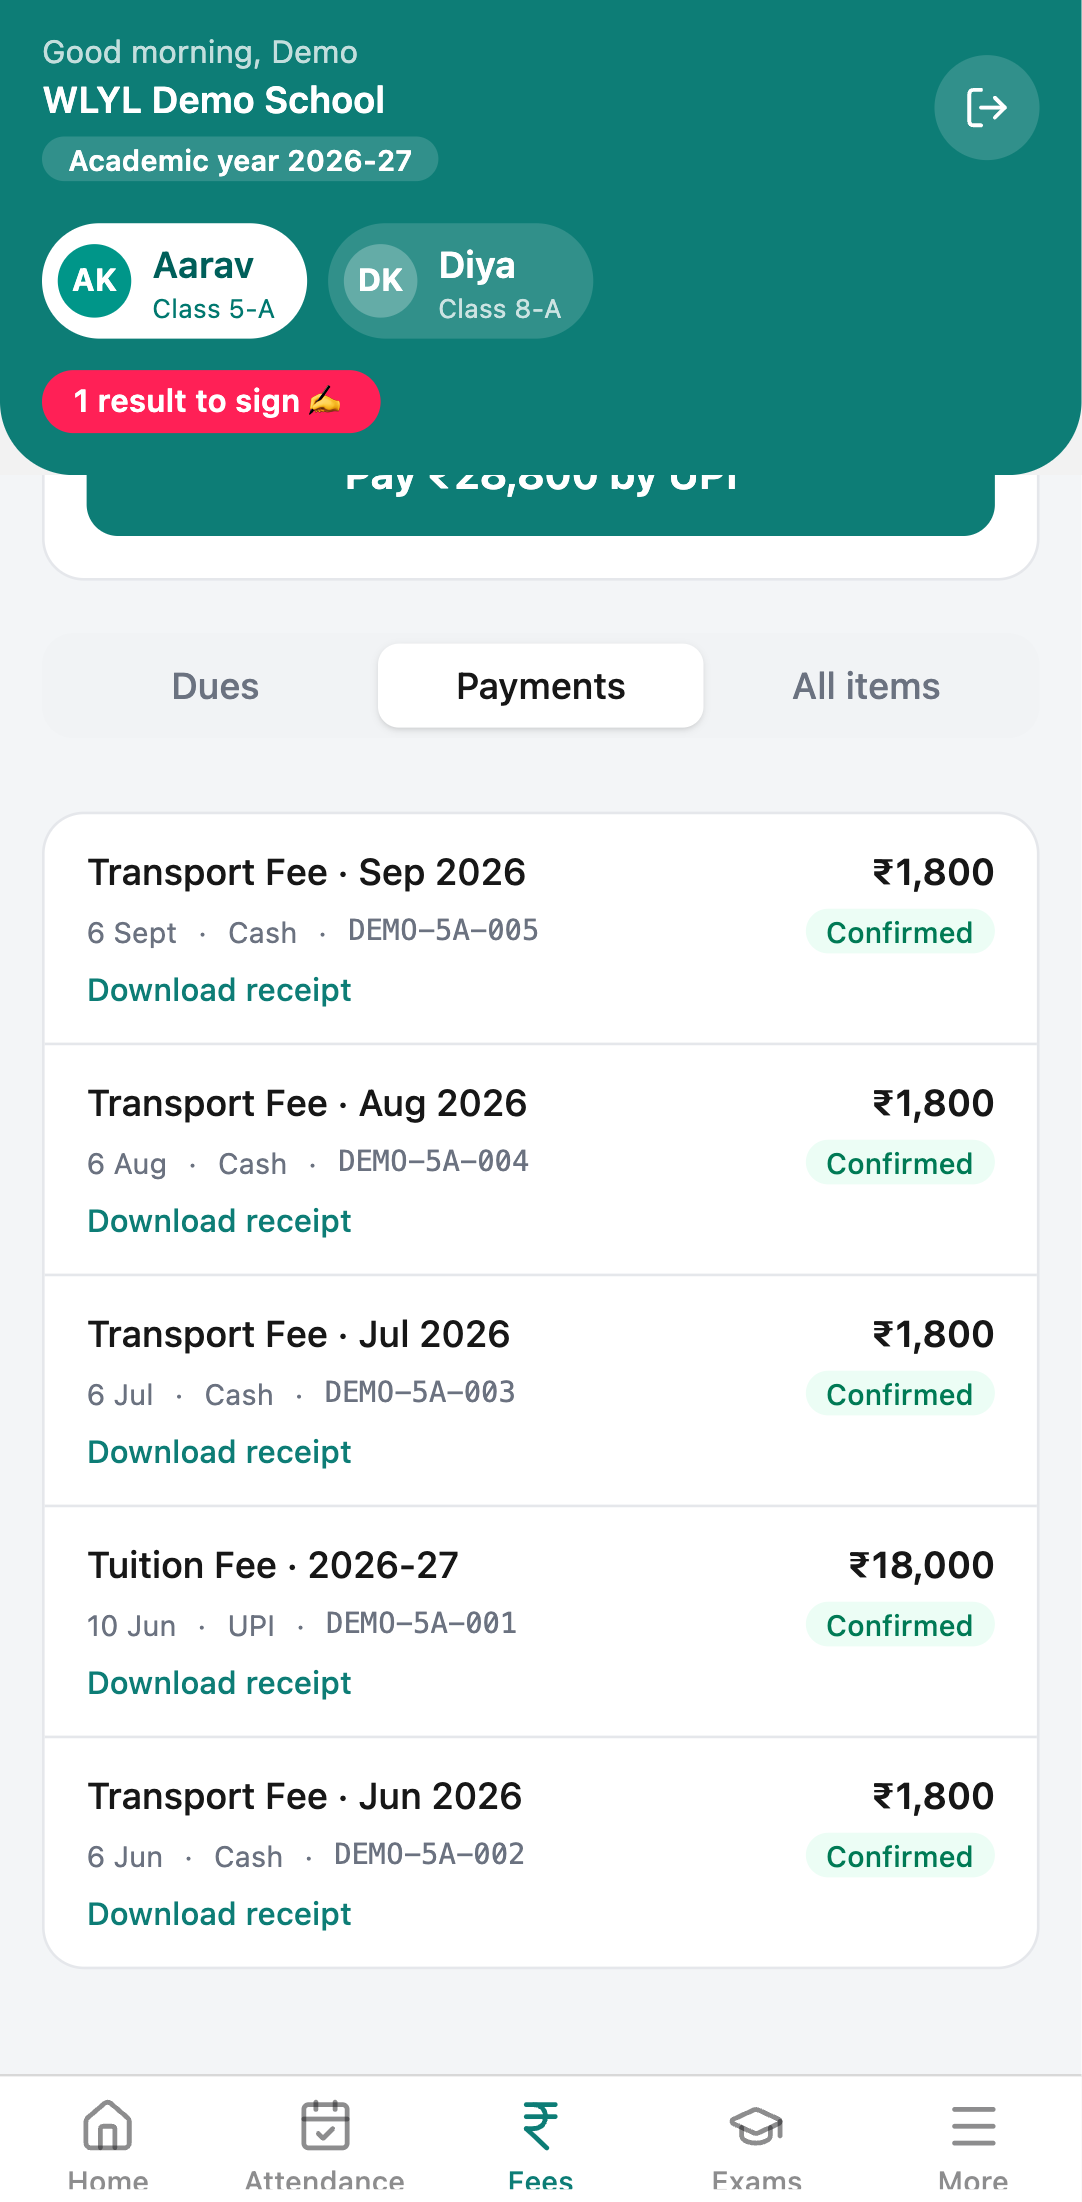 Good morning, Demo
WLYL Demo School
Academic year 2026-27
AK Aarav
Class 5-A
DK Diya
Class 8-A
1 result to sign ✍️
Pay ₹28,800 by UPI
Dues Payments All items
Transport Fee · Sep 2026 ₹1,800
6 Sept · Cash · DEMO-5A-005 Confirmed
Download receipt
Transport Fee · Aug 2026 ₹1,800
6 Aug · Cash · DEMO-5A-004 Confirmed
Download receipt
Transport Fee · Jul 2026 ₹1,800
6 Jul · Cash · DEMO-5A-003 Confirmed
Download receipt
Tuition Fee · 2026-27 ₹18,000
10 Jun · UPI · DEMO-5A-001 Confirmed
Download receipt
Transport Fee · Jun 2026 ₹1,800
6 Jun · Cash · DEMO-5A-002 Confirmed
Download receipt
Home Attendance Fees Exams More